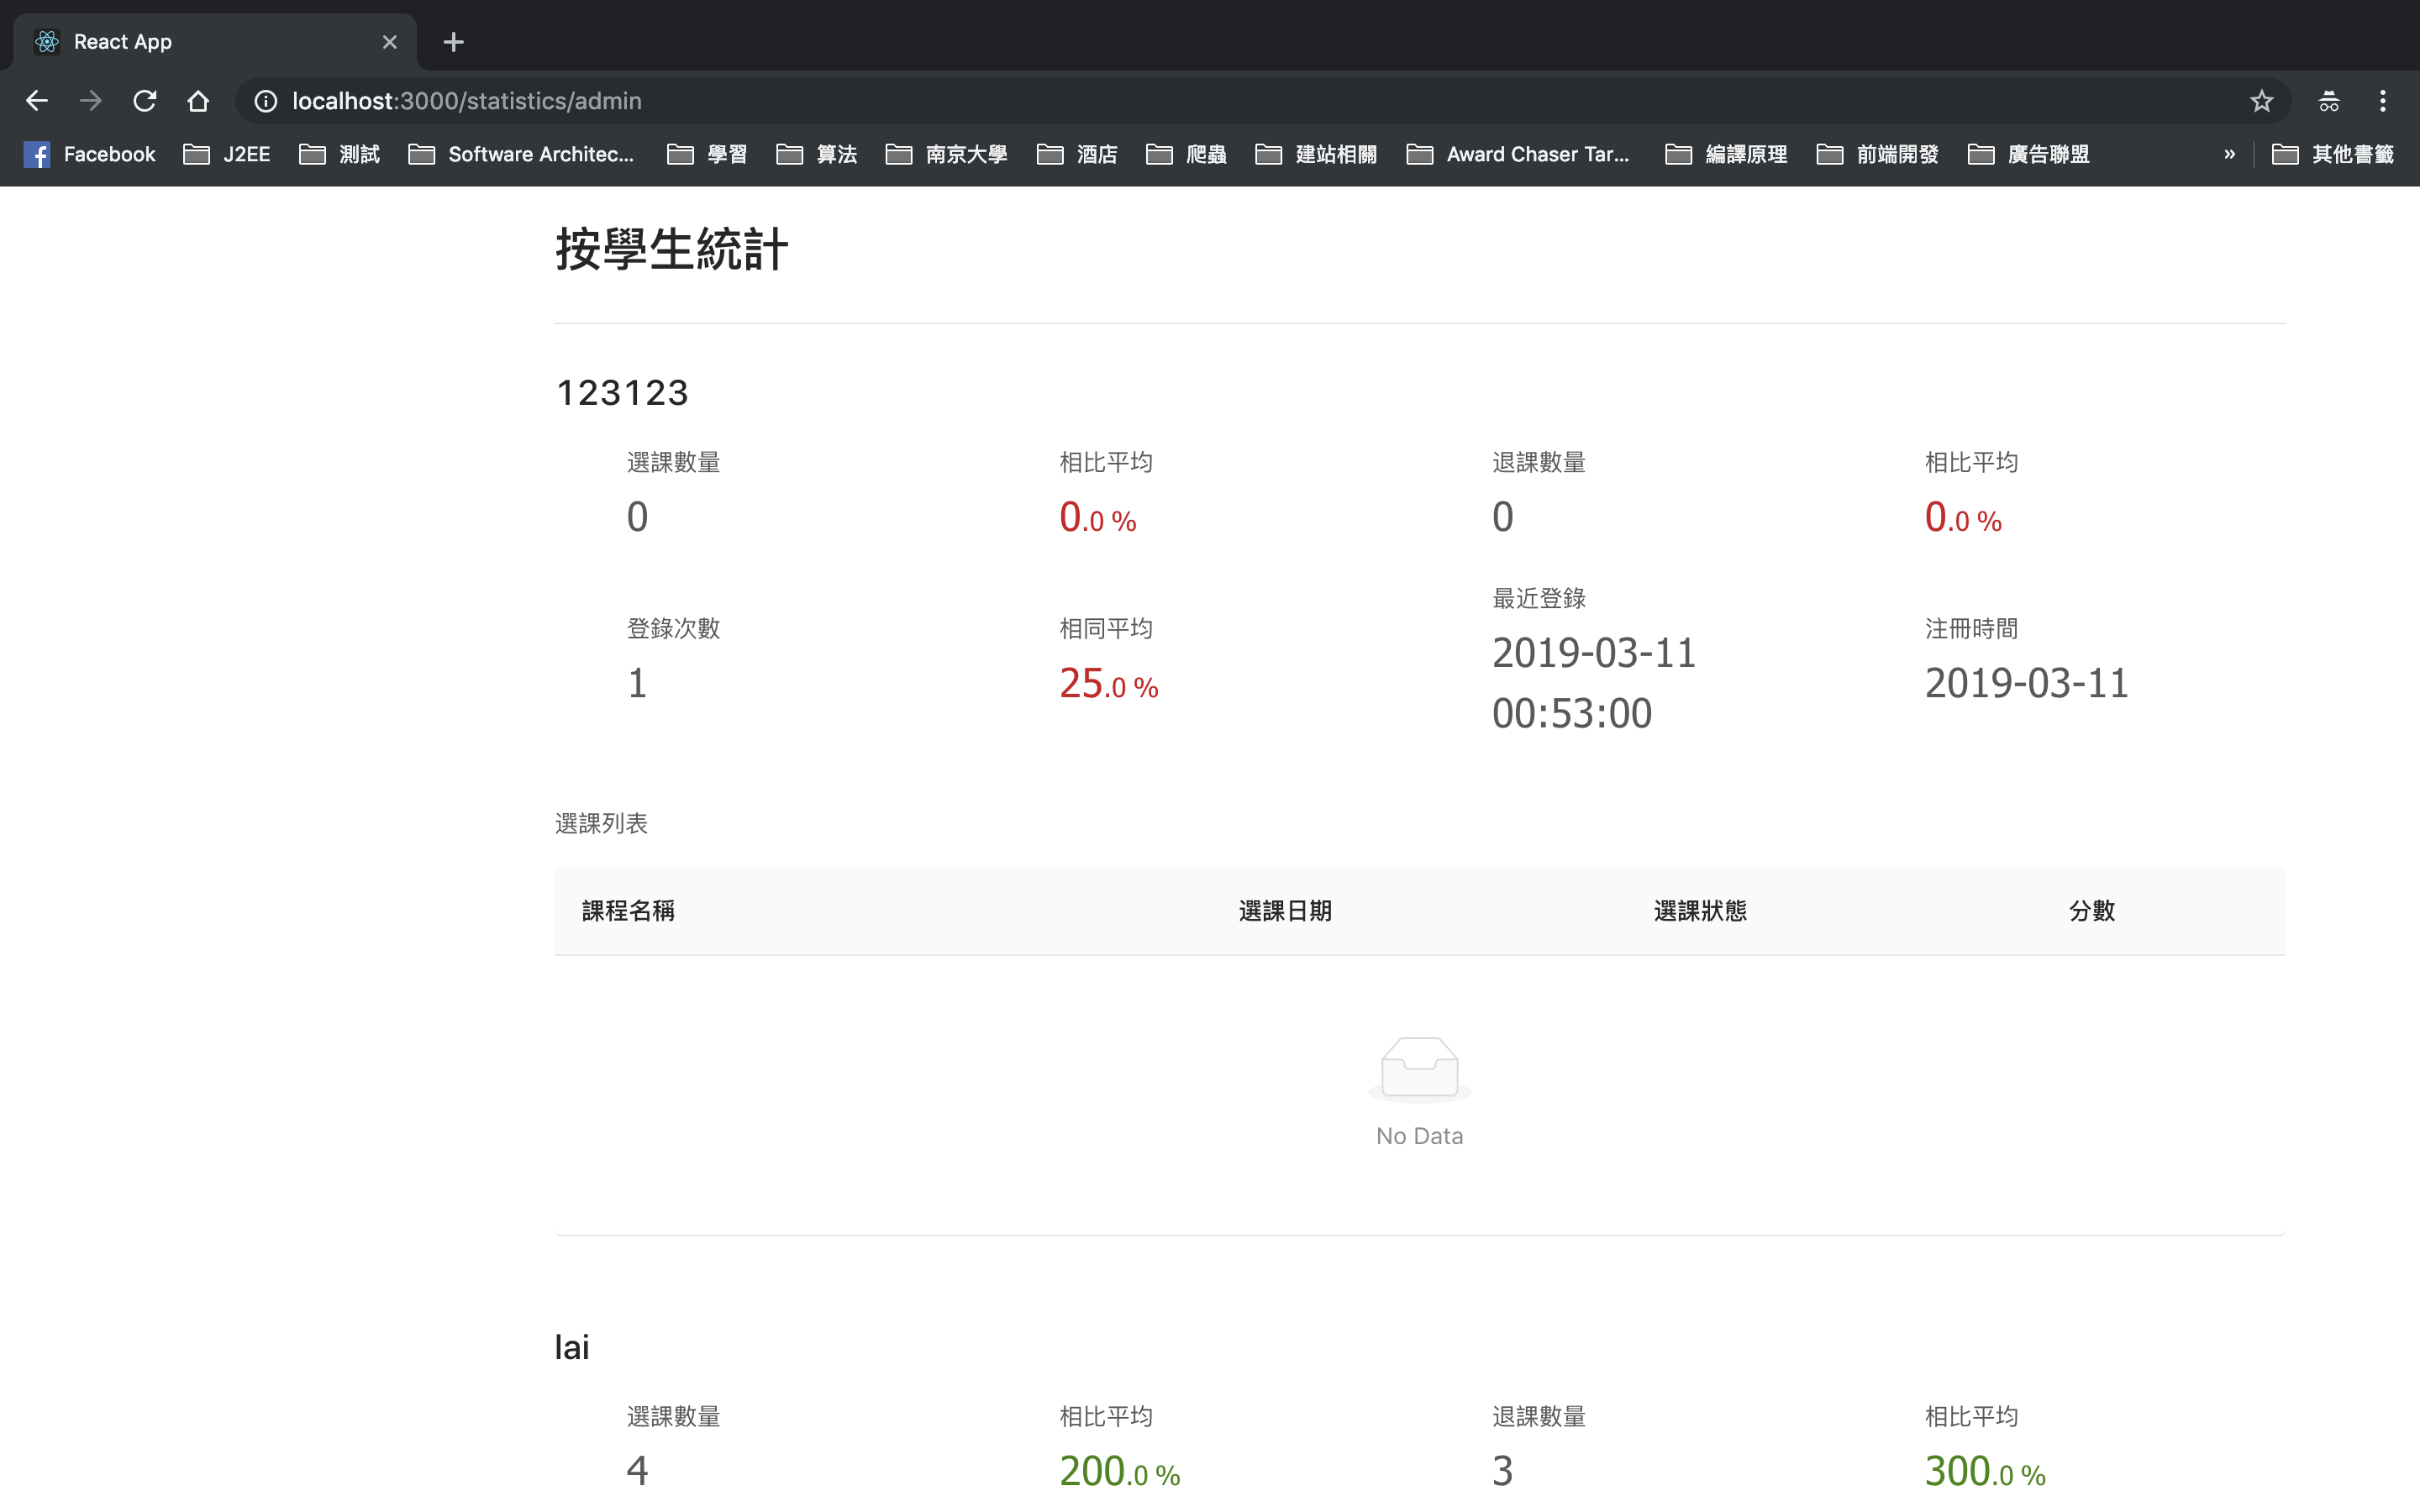 React App
localhost:3000/statistics/admin
Facebook J2EE 測試 Software Architec... 學習 算法 南京大學 酒店 爬蟲 建站相關 Award Chaser Tar... 編譯原理 前端開發 廣告聯盟 » 其他書籤
按學生統計
123123
選課數量 相比平均 退課數量 相比平均
0 0.0 % 0 0.0 %
登錄次數 相同平均 最近登錄 注冊時間
1 25.0 % 2019-03-11 00:53:00 2019-03-11
選課列表
課程名稱 選課日期 選課狀態 分數
No Data
lai
選課數量 相比平均 退課數量 相比平均
4 200.0 % 3 300.0 %